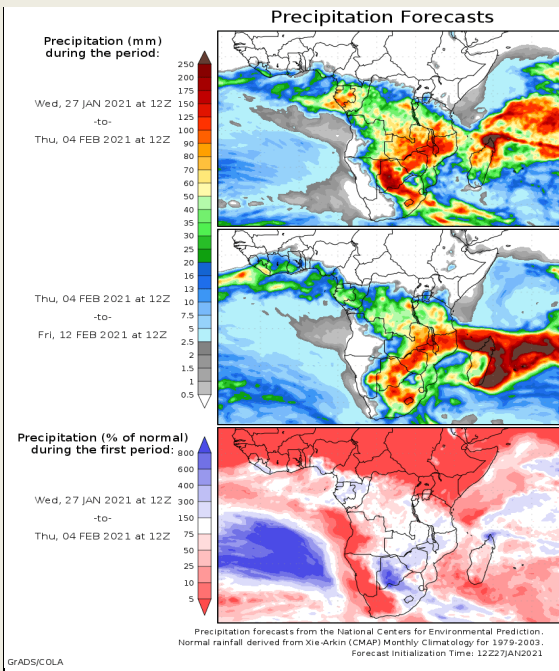 Precipitation Forecasts
Precipitation (mm)
during the period:
Wed, 27 JAN 2021 at 12Z
-to-
Thu, 04 FEB 2021 at 12Z
250
200
175
150
125
100
90
80
70
60
50
40
35
30
25
20
16
13
10
7.5
5
2.5
2
1.5
1
0.5
Thu, 04 FEB 2021 at 12Z
-to-
Fri, 12 FEB 2021 at 12Z
Precipitation (% of normal)
during the first period:
Wed, 27 JAN 2021 at 12Z
-to-
Thu, 04 FEB 2021 at 12Z
800
600
400
300
150
75
50
25
10
5
Precipitation forecasts from the National Centers for Environmental Prediction.
Normal rainfall derived from Xie-Arkin (CMAP) Monthly Climatology for 1979-2003.
Forecast Initialization Time: 12Z27JAN2021
GrADS/COLA